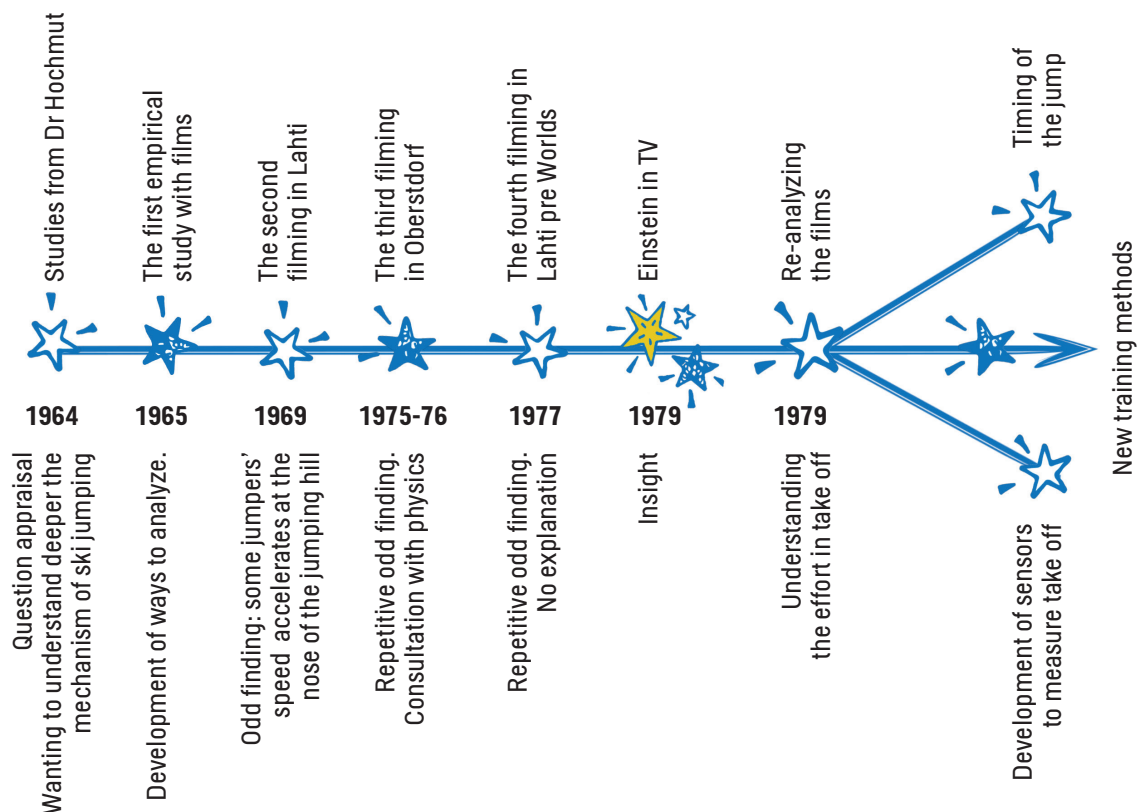 Studies from Dr Hochmut
1964
Question appraisal
Wanting to understand deeper the
mechanism of ski jumping
The first empirical
study with films
1965
Development of ways to analyze.
The second
filming in Lahti
1969
Odd finding: some jumpers’
speed accelerates at the
nose of the jumping hill
The third filming
in Oberstdorf
1975-76
Repetitive odd finding.
Consultation with physics
The fourth filming in
Lahti pre Worlds
1977
Repetitive odd finding.
No explanation
Einstein in TV
1979
Insight
Re-analyzing
the films
1979
Understanding
the effort in take off
Timing of
the jump
Development of sensors
to measure take off
New training methods